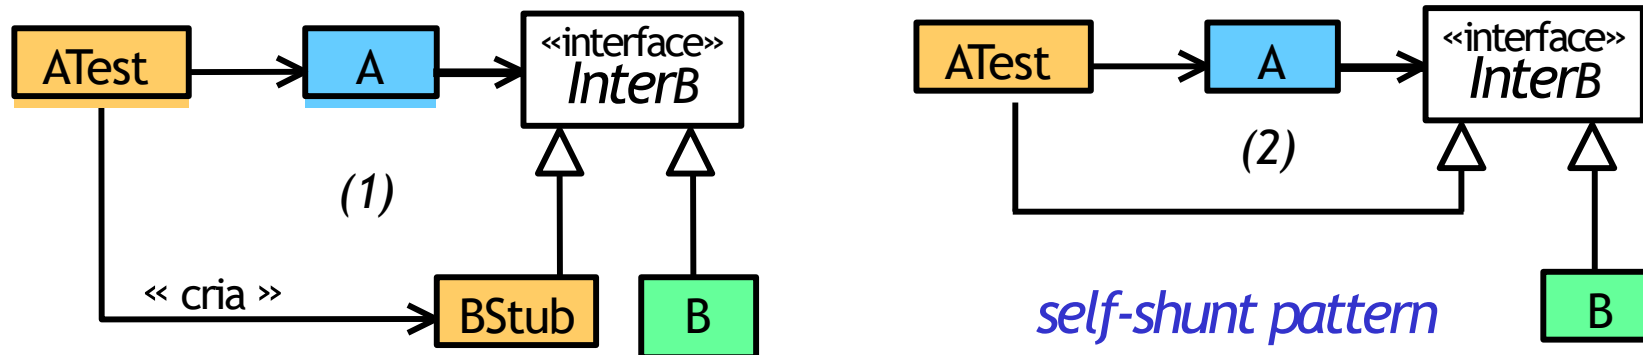 «interface»
ATest
A
InterB
(1)
« cria »
BStub
B
«interface»
ATest
A
InterB
(2)
self-shunt pattern
B